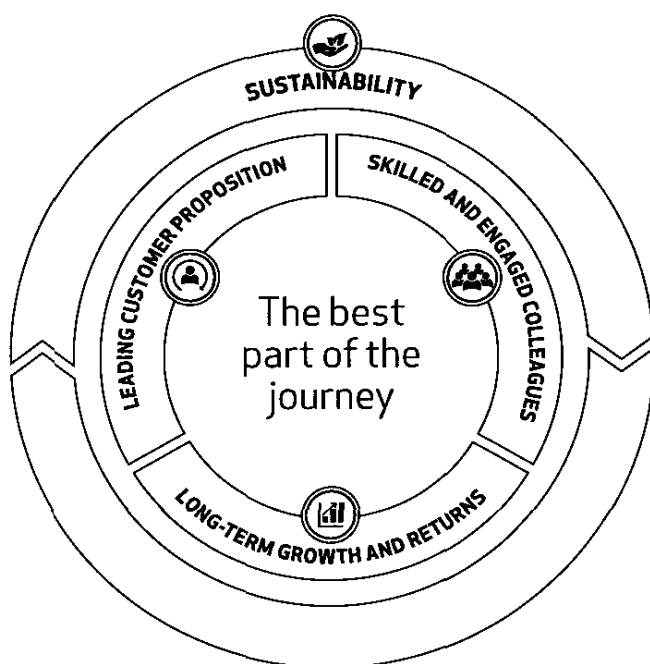 SUSTAINABILITY
LEADING CUSTOMER PROPOSITION
SKILLED AND ENGAGED COLLEAGUES
The best
part of the
journey
LONG-TERM GROWTH AND RETURNS